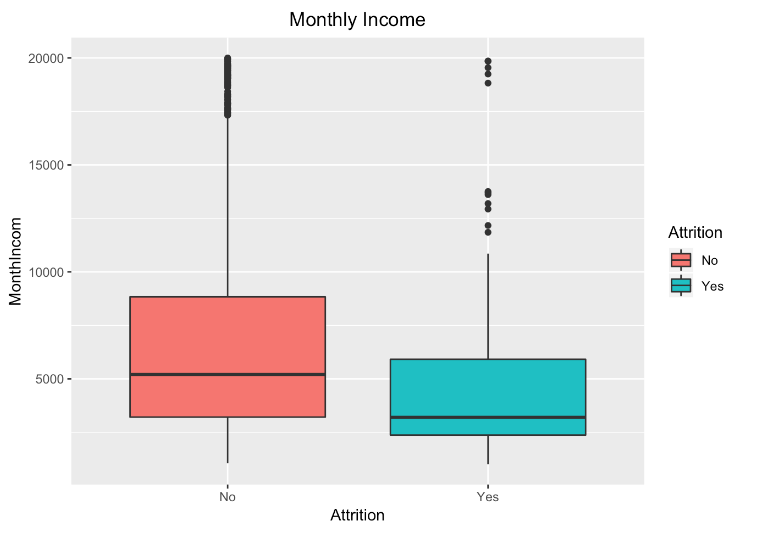 Monthly Income
MonthIncom
20000
15000
10000
5000
No
Yes
Attrition
Attrition
No
Yes